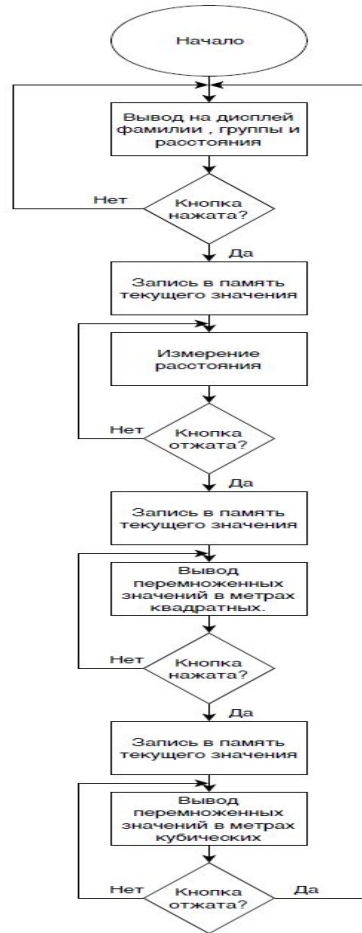 Начало
Вывод на дисплей
фамилии , группы и
расстояния
Нет
Кнопка
нажата?
Да
Запись в память
текущего значения
Измерение
расстояния
Нет
Кнопка
отжата?
Да
Запись в память
текущего значения
Вывод
перемноженных
значений в метрах
квадратных.
Нет
Кнопка
нажата?
Да
Запись в память
текущего значения
Вывод
перемноженных
значений в метрах
кубических
Нет
Кнопка
отжата?
Да